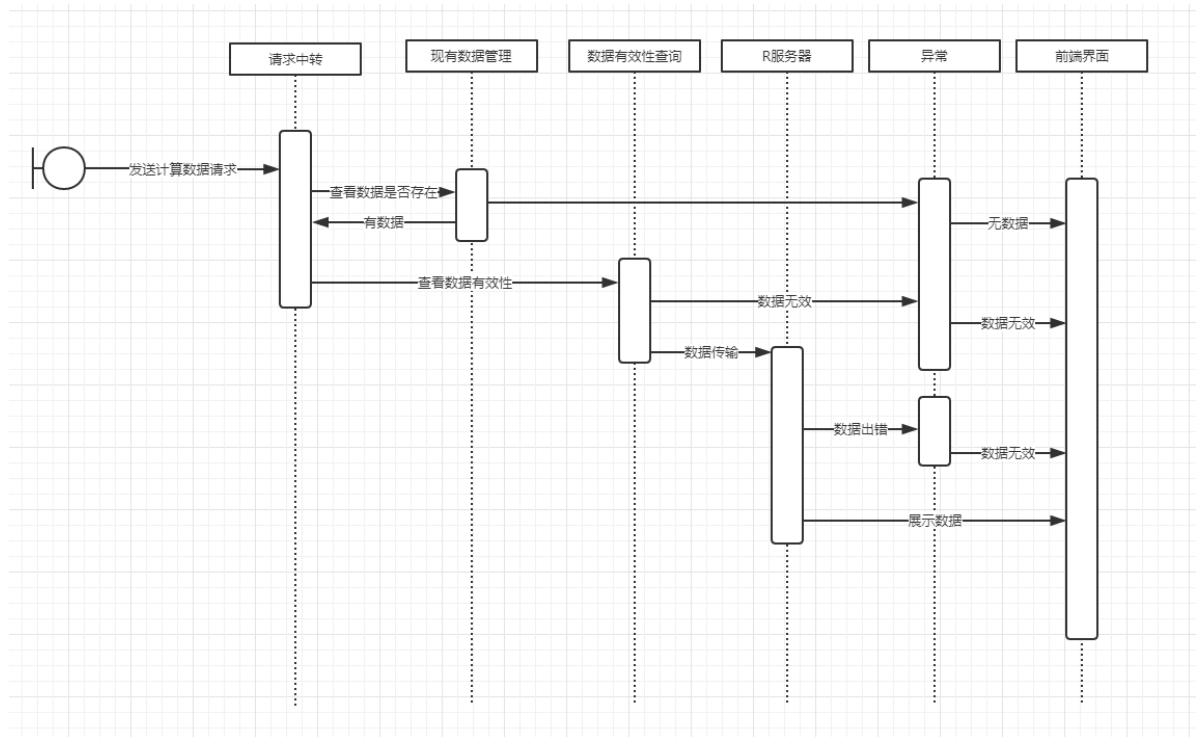 请求中转
现有数据管理
数据有效性查询
R服务器
异常
前端界面
发送计算数据请求
查看数据是否存在
有数据
无数据
查看数据有效性
数据无效
数据无效
数据传输
数据出错
数据无效
展示数据